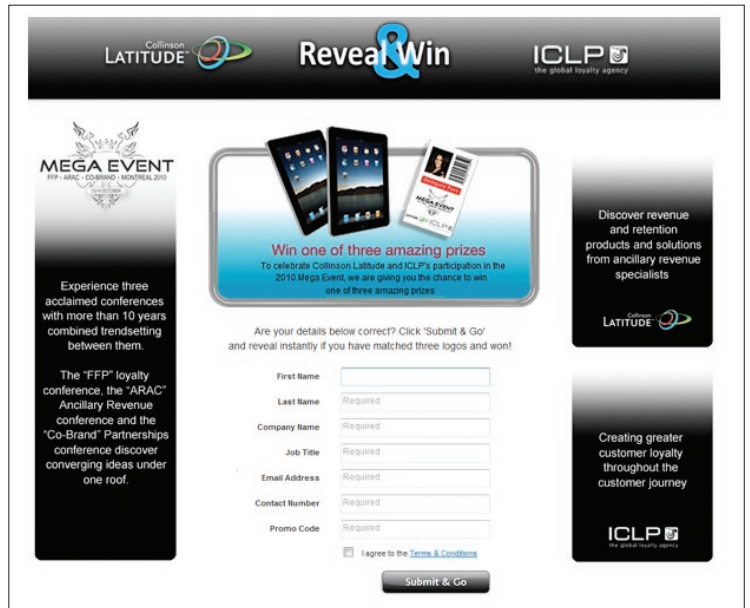 Collinson
LATITUDE
Reveal & Win
ICLP
the global loyalty agency
MEGA EVENT
FFP - ARAC - CO-BRAND - MONTREAL 2010
Experience three
acclaimed conferences
with more than 10 years
combined trendsetting
between them.
The "FFP" loyalty
conference, the "ARAC"
Ancillary Revenue
conference and the
"Co-Brand" Partnerships
conference discover
converging ideas under
one roof.
Delegate Pass
MEGA EVENT
ICLP
Win one of three amazing prizes
To celebrate Collinson Latitude and ICLP's participation in the
2010 Mega Event, we are giving you the chance to win
one of three amazing prizes
Are your details below correct? Click 'Submit & Go'
and reveal instantly if you have matched three logos and won!
First Name
Last Name Required
Company Name Required
Job Title Required
Email Address Required
Contact Number Required
Promo Code Required
I agree to the Terms & Conditions
Submit & Go
Discover revenue
and retention
products and solutions
from ancillary revenue
specialists
Collinson
LATITUDE
Creating greater
customer loyalty
throughout the
customer journey
ICLP
the global loyalty agency